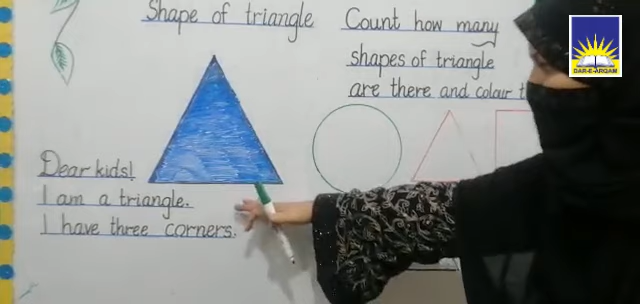 Shape of triangle
Count how many
shapes of triangle
are there and colour t
Dear kids!
I am a triangle.
I have three corners.
DAR-E-ARQAM